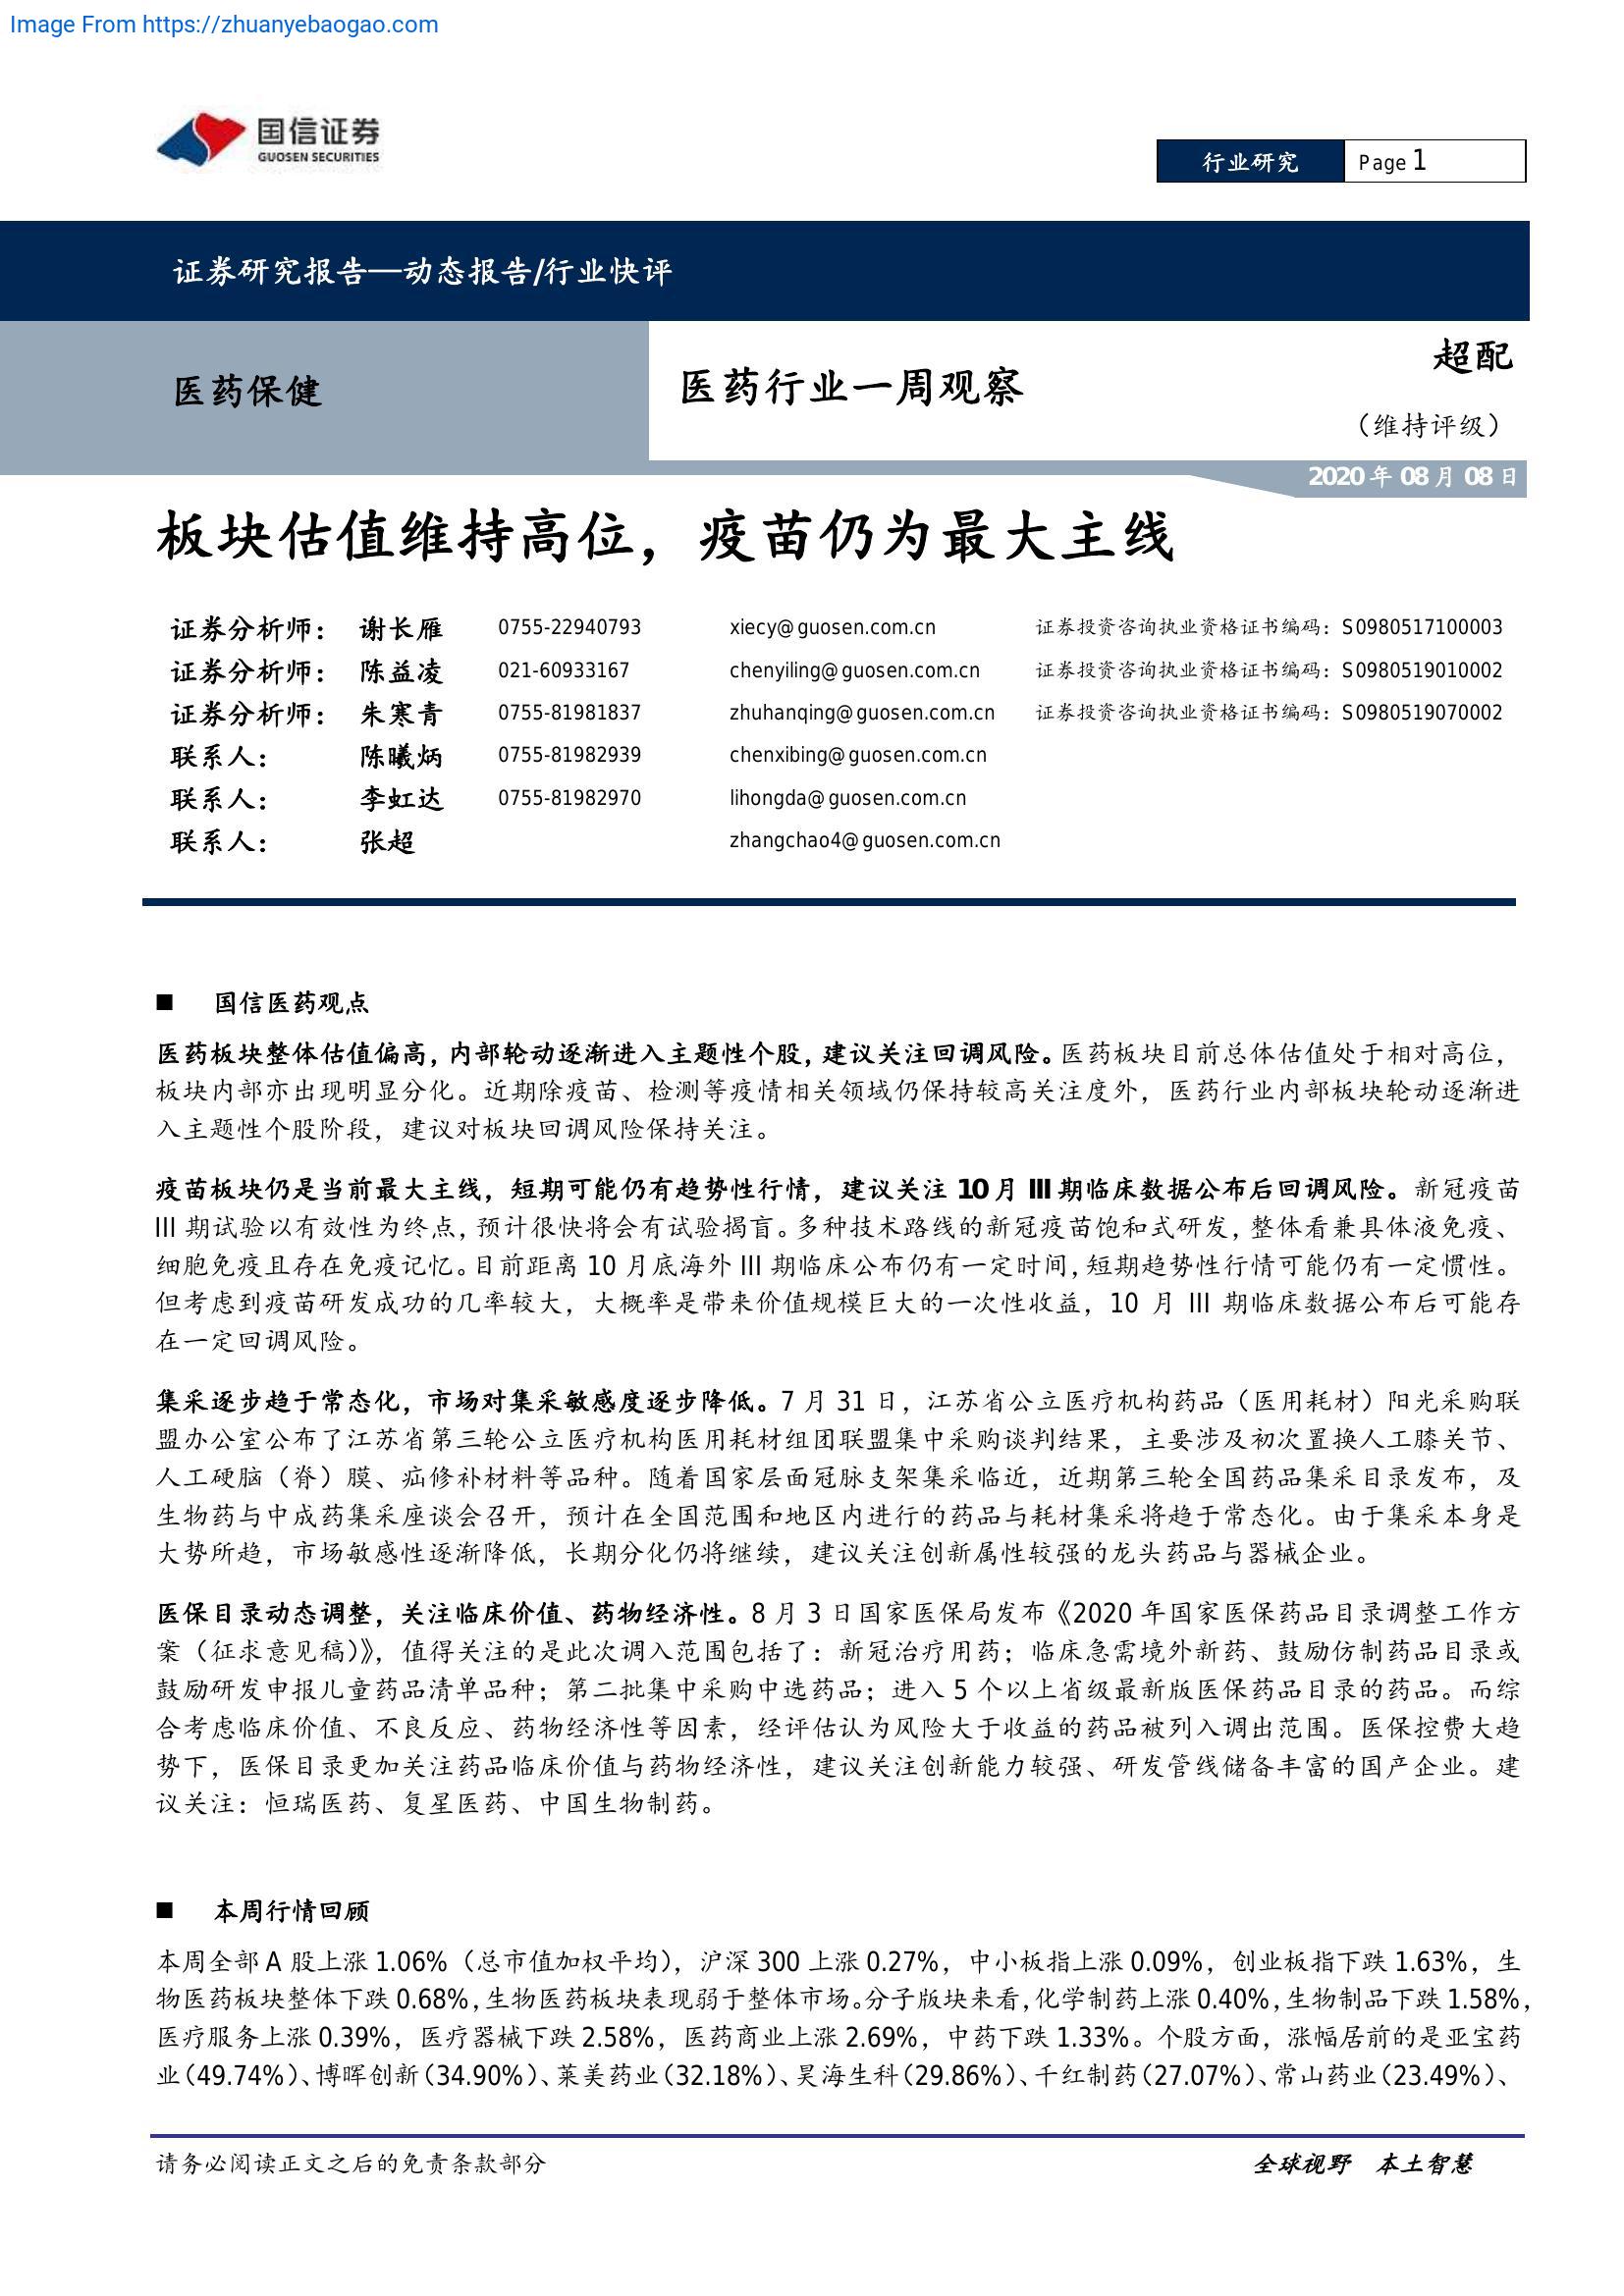 Image From https://zhuanyebaogao.com
国信证券
GUOSEN SECURITIES
行业研究 Page 1
证券研究报告—动态报告/行业快评
医药保健
医药行业一周观察
超配
（维持评级）
2020 年 08 月 08 日
板块估值维持高位，疫苗仍为最大主线
证券分析师： 谢长雁 0755-22940793 xiecy@guosen.com.cn 证券投资咨询执业资格证书编码：S0980517100003
证券分析师： 陈益凌 021-60933167 chenyiling@guosen.com.cn 证券投资咨询执业资格证书编码：S0980519010002
证券分析师： 朱寒青 0755-81981837 zhuhanqing@guosen.com.cn 证券投资咨询执业资格证书编码：S0980519070002
联系人： 陈曦炳 0755-81982939 chenxibing@guosen.com.cn
联系人： 李虹达 0755-81982970 lihongda@guosen.com.cn
联系人： 张超 zhangchao4@guosen.com.cn
■ 国信医药观点
医药板块整体估值偏高，内部轮动逐渐进入主题性个股，建议关注回调风险。医药板块目前总体估值处于相对高位，
板块内部亦出现明显分化。近期除疫苗、检测等疫情相关领域仍保持较高关注度外，医药行业内部板块轮动逐渐进
入主题性个股阶段，建议对板块回调风险保持关注。
疫苗板块仍是当前最大主线，短期可能仍有趋势性行情，建议关注 10 月 III 期临床数据公布后回调风险。新冠疫苗
III 期试验以有效性为终点，预计很快将会有试验揭盲。多种技术路线的新冠疫苗饱和式研发，整体看兼具体液免疫、
细胞免疫且存在免疫记忆。目前距离 10 月底海外 III 期临床公布仍有一定时间，短期趋势性行情可能仍有一定惯性。
但考虑到疫苗研发成功的几率较大，大概率是带来价值规模巨大的一次性收益，10 月 III 期临床数据公布后可能存
在一定回调风险。
集采逐步趋于常态化，市场对集采敏感度逐步降低。7 月 31 日，江苏省公立医疗机构药品（医用耗材）阳光采购联
盟办公室公布了江苏省第三轮公立医疗机构医用耗材组团联盟集中采购谈判结果，主要涉及初次置换人工膝关节、
人工硬脑（脊）膜、疝修补材料等品种。随着国家层面冠脉支架集采临近，近期第三轮全国药品集采目录发布，及
生物药与中成药集采座谈会召开，预计在全国范围和地区内进行的药品与耗材集采将趋于常态化。由于集采本身是
大势所趋，市场敏感性逐渐降低，长期分化仍将继续，建议关注创新属性较强的龙头药品与器械企业。
医保目录动态调整，关注临床价值、药物经济性。8 月 3 日国家医保局发布《2020 年国家医保药品目录调整工作方
案（征求意见稿）》，值得关注的是此次调入范围包括了：新冠治疗用药；临床急需境外新药、鼓励仿制药品目录或
鼓励研发申报儿童药品清单品种；第二批集中采购中选药品；进入 5 个以上省级最新版医保药品目录的药品。而综
合考虑临床价值、不良反应、药物经济性等因素，经评估认为风险大于收益的药品被列入调出范围。医保控费大趋
势下，医保目录更加关注药品临床价值与药物经济性，建议关注创新能力较强、研发管线储备丰富的国产企业。建
议关注：恒瑞医药、复星医药、中国生物制药。
■ 本周行情回顾
本周全部 A 股上涨 1.06%（总市值加权平均），沪深 300 上涨 0.27%，中小板指上涨 0.09%，创业板指下跌 1.63%，生
物医药板块整体下跌 0.68%，生物医药板块表现弱于整体市场。分子版块来看，化学制药上涨 0.40%，生物制品下跌 1.58%，
医疗服务上涨 0.39%，医疗器械下跌 2.58%，医药商业上涨 2.69%，中药下跌 1.33%。个股方面，涨幅居前的是亚宝药
业（49.74%）、博晖创新（34.90%）、莱美药业（32.18%）、昊海生科（29.86%）、千红制药（27.07%）、常山药业（23.49%）、
请务必阅读正文之后的免责条款部分
全球视野 本土智慧